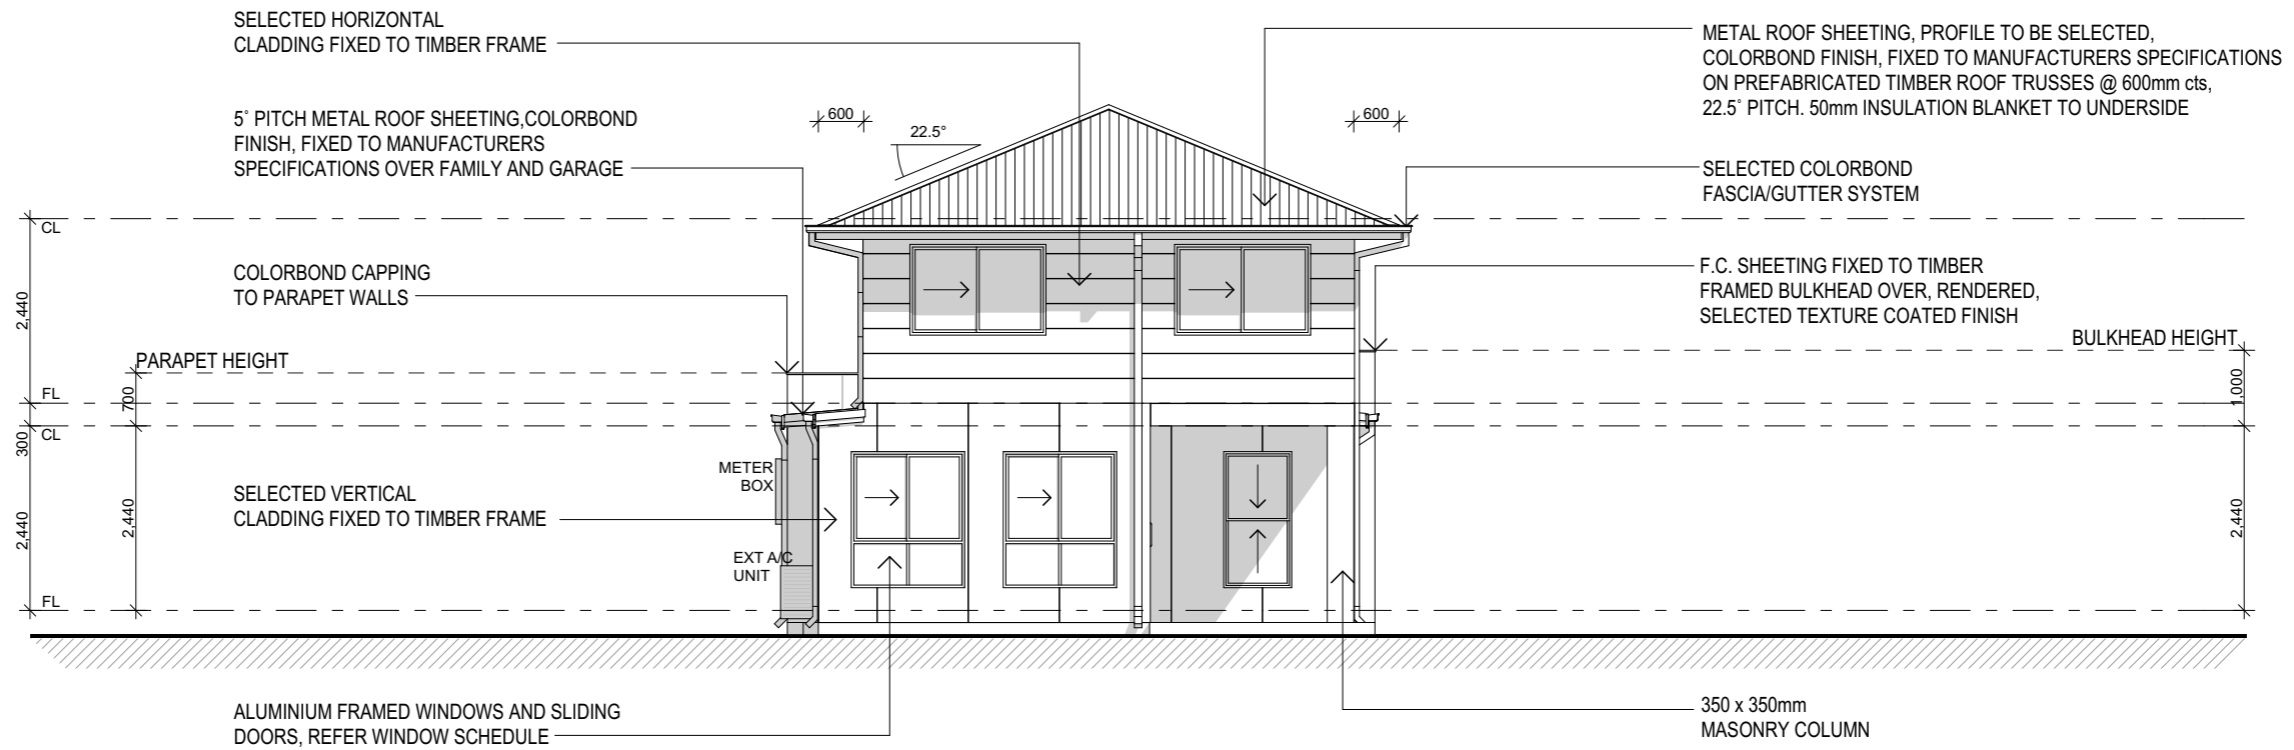 SELECTED HORIZONTAL
CLADDING FIXED TO TIMBER FRAME
METAL ROOF SHEETING, PROFILE TO BE SELECTED,
COLORBOND FINISH, FIXED TO MANUFACTURERS SPECIFICATIONS
ON PREFABRICATED TIMBER ROOF TRUSSES @ 600mm cts,
22.5° PITCH. 50mm INSULATION BLANKET TO UNDERSIDE
5° PITCH METAL ROOF SHEETING,COLORBOND
FINISH, FIXED TO MANUFACTURERS
SPECIFICATIONS OVER FAMILY AND GARAGE
600
22.5°
600
SELECTED COLORBOND
FASCIA/GUTTER SYSTEM
CL
COLORBOND CAPPING
TO PARAPET WALLS
F.C. SHEETING FIXED TO TIMBER
FRAMED BULKHEAD OVER, RENDERED,
SELECTED TEXTURE COATED FINISH
2,440
PARAPET HEIGHT
BULKHEAD HEIGHT
FL
700
1,000
300
CL
METER
BOX
SELECTED VERTICAL
CLADDING FIXED TO TIMBER FRAME
2,440
2,440
2,440
EXT A/C
UNIT
FL
ALUMINIUM FRAMED WINDOWS AND SLIDING
DOORS, REFER WINDOW SCHEDULE
350 x 350mm
MASONRY COLUMN